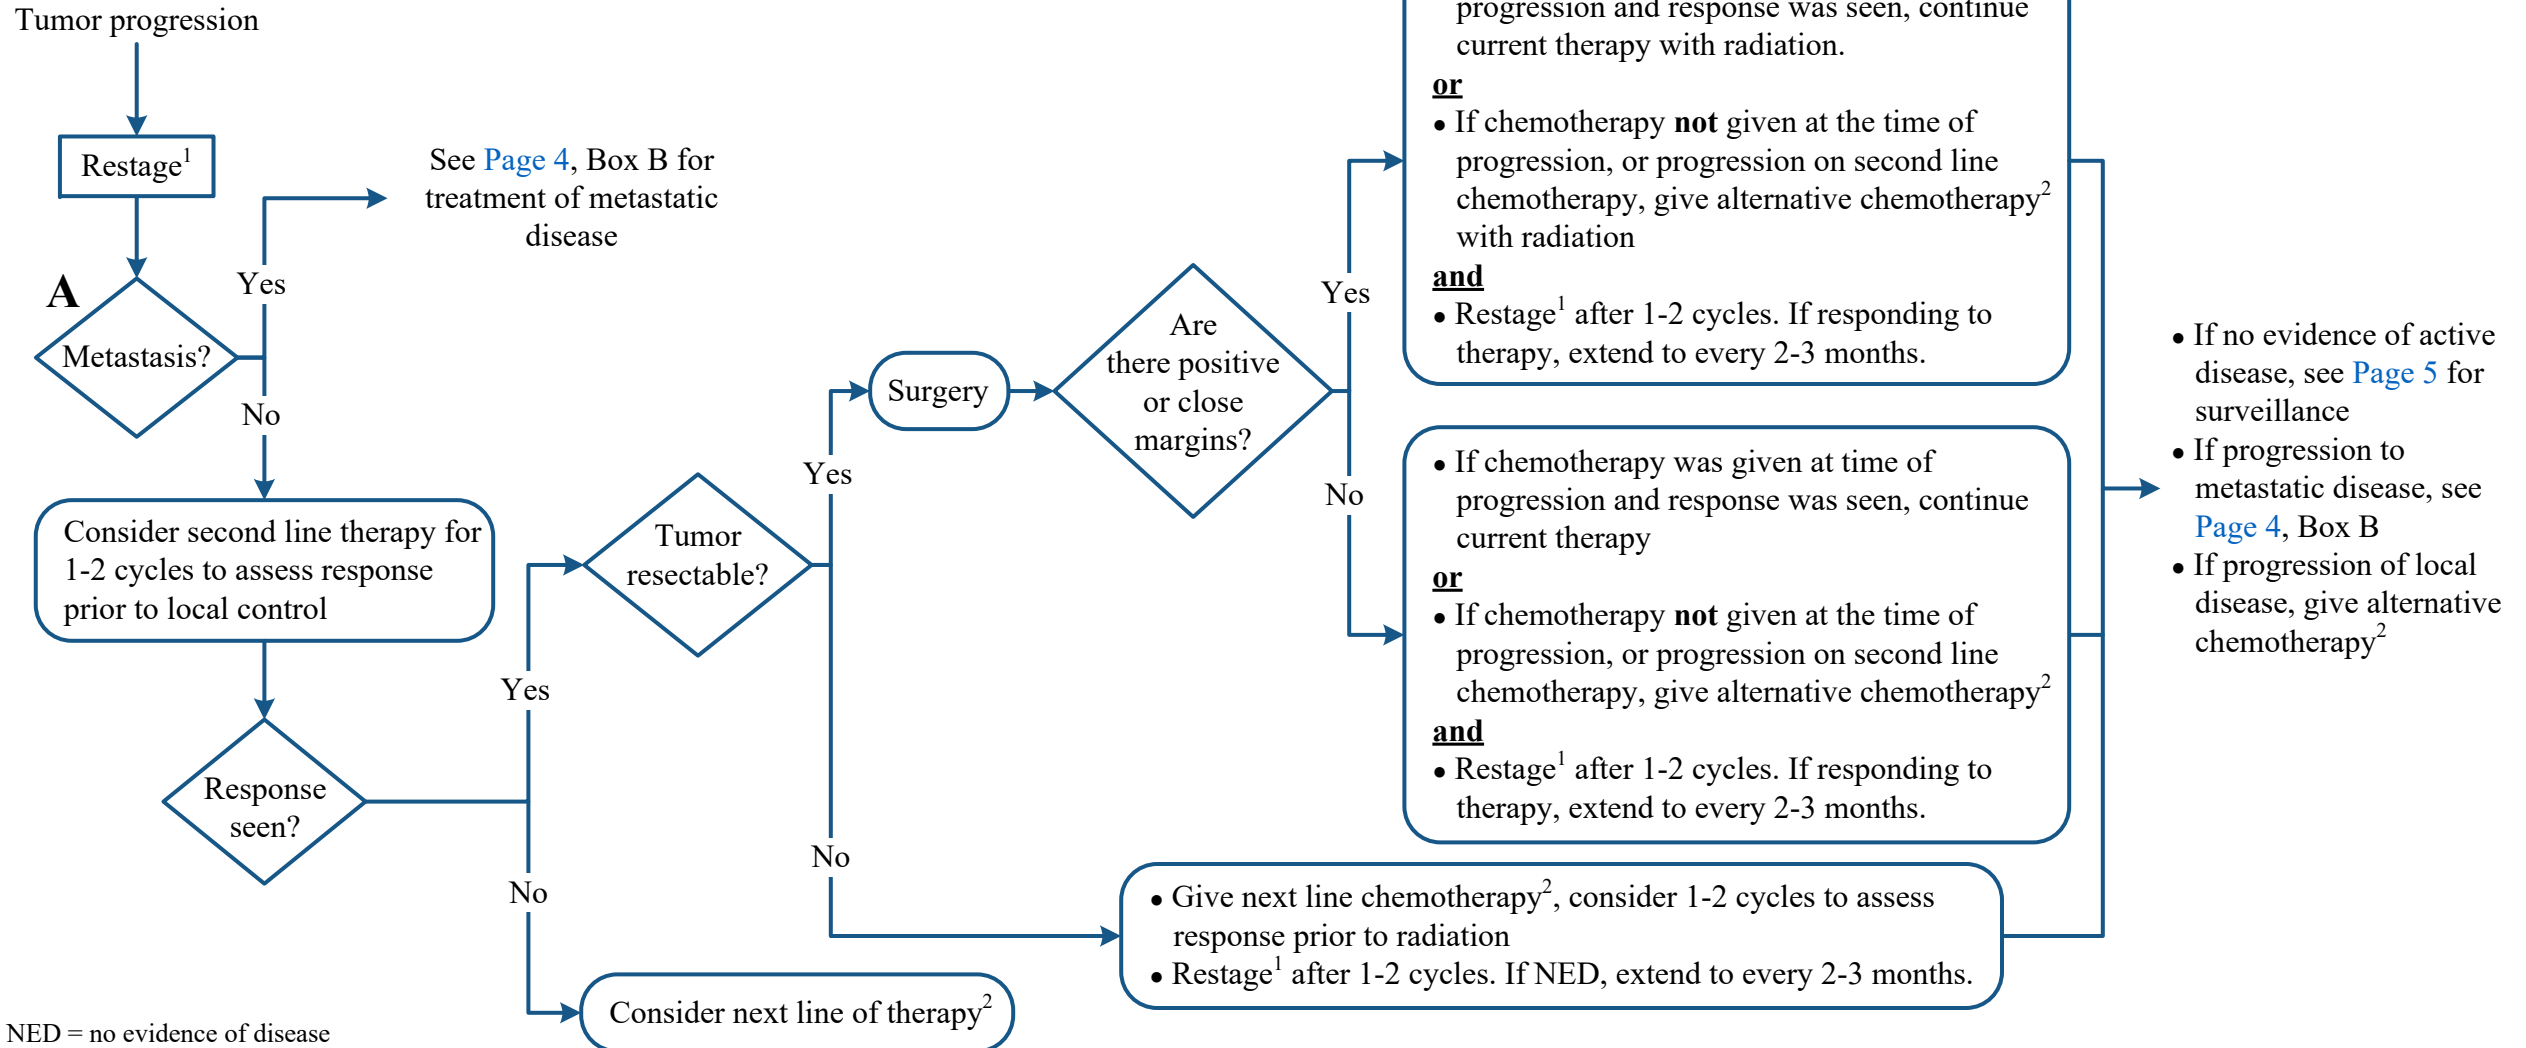 Tumor progression
Restage1
A
Metastasis?
Yes
See Page 4, Box B for
treatment of metastatic
disease
No
Consider second line therapy for
1-2 cycles to assess response
prior to local control
Response
seen?
Yes
No
Consider next line of therapy2
Tumor
resectable?
Yes
No
Surgery
Are
there positive
or close
margins?
Yes
No
progression and response was seen, continue
current therapy with radiation.
or
● If chemotherapy not given at the time of
progression, or progression on second line
chemotherapy, give alternative chemotherapy2
with radiation
and
● Restage1 after 1-2 cycles. If responding to
therapy, extend to every 2-3 months.
● If chemotherapy was given at time of
progression and response was seen, continue
current therapy
or
● If chemotherapy not given at the time of
progression, or progression on second line
chemotherapy, give alternative chemotherapy2
and
● Restage1 after 1-2 cycles. If responding to
therapy, extend to every 2-3 months.
● Give next line chemotherapy2, consider 1-2 cycles to assess
response prior to radiation
● Restage1 after 1-2 cycles. If NED, extend to every 2-3 months.
● If no evidence of active
disease, see Page 5 for
surveillance
● If progression to
metastatic disease, see
Page 4, Box B
● If progression of local
disease, give alternative
chemotherapy2
NED = no evidence of disease